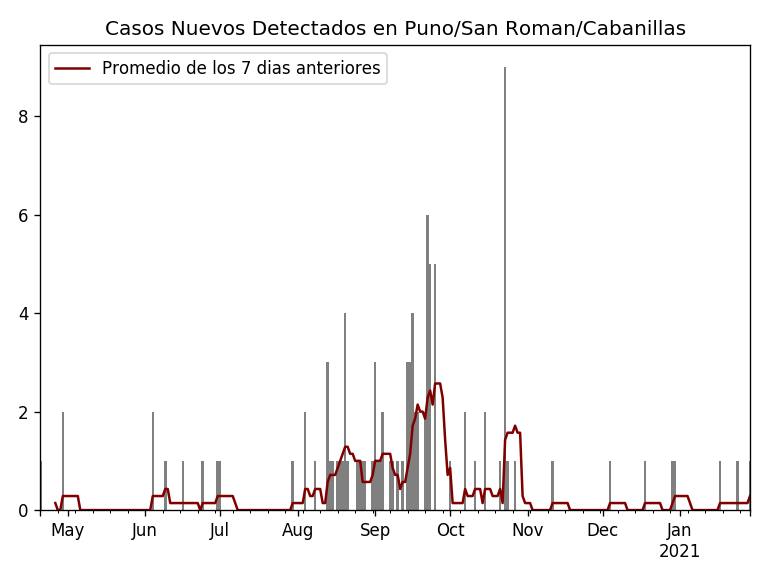 Casos Nuevos Detectados en Puno/San Roman/Cabanillas
Promedio de los 7 dias anteriores
8
6
4
2
0
May Jun Jul Aug Sep Oct Nov Dec Jan
2021